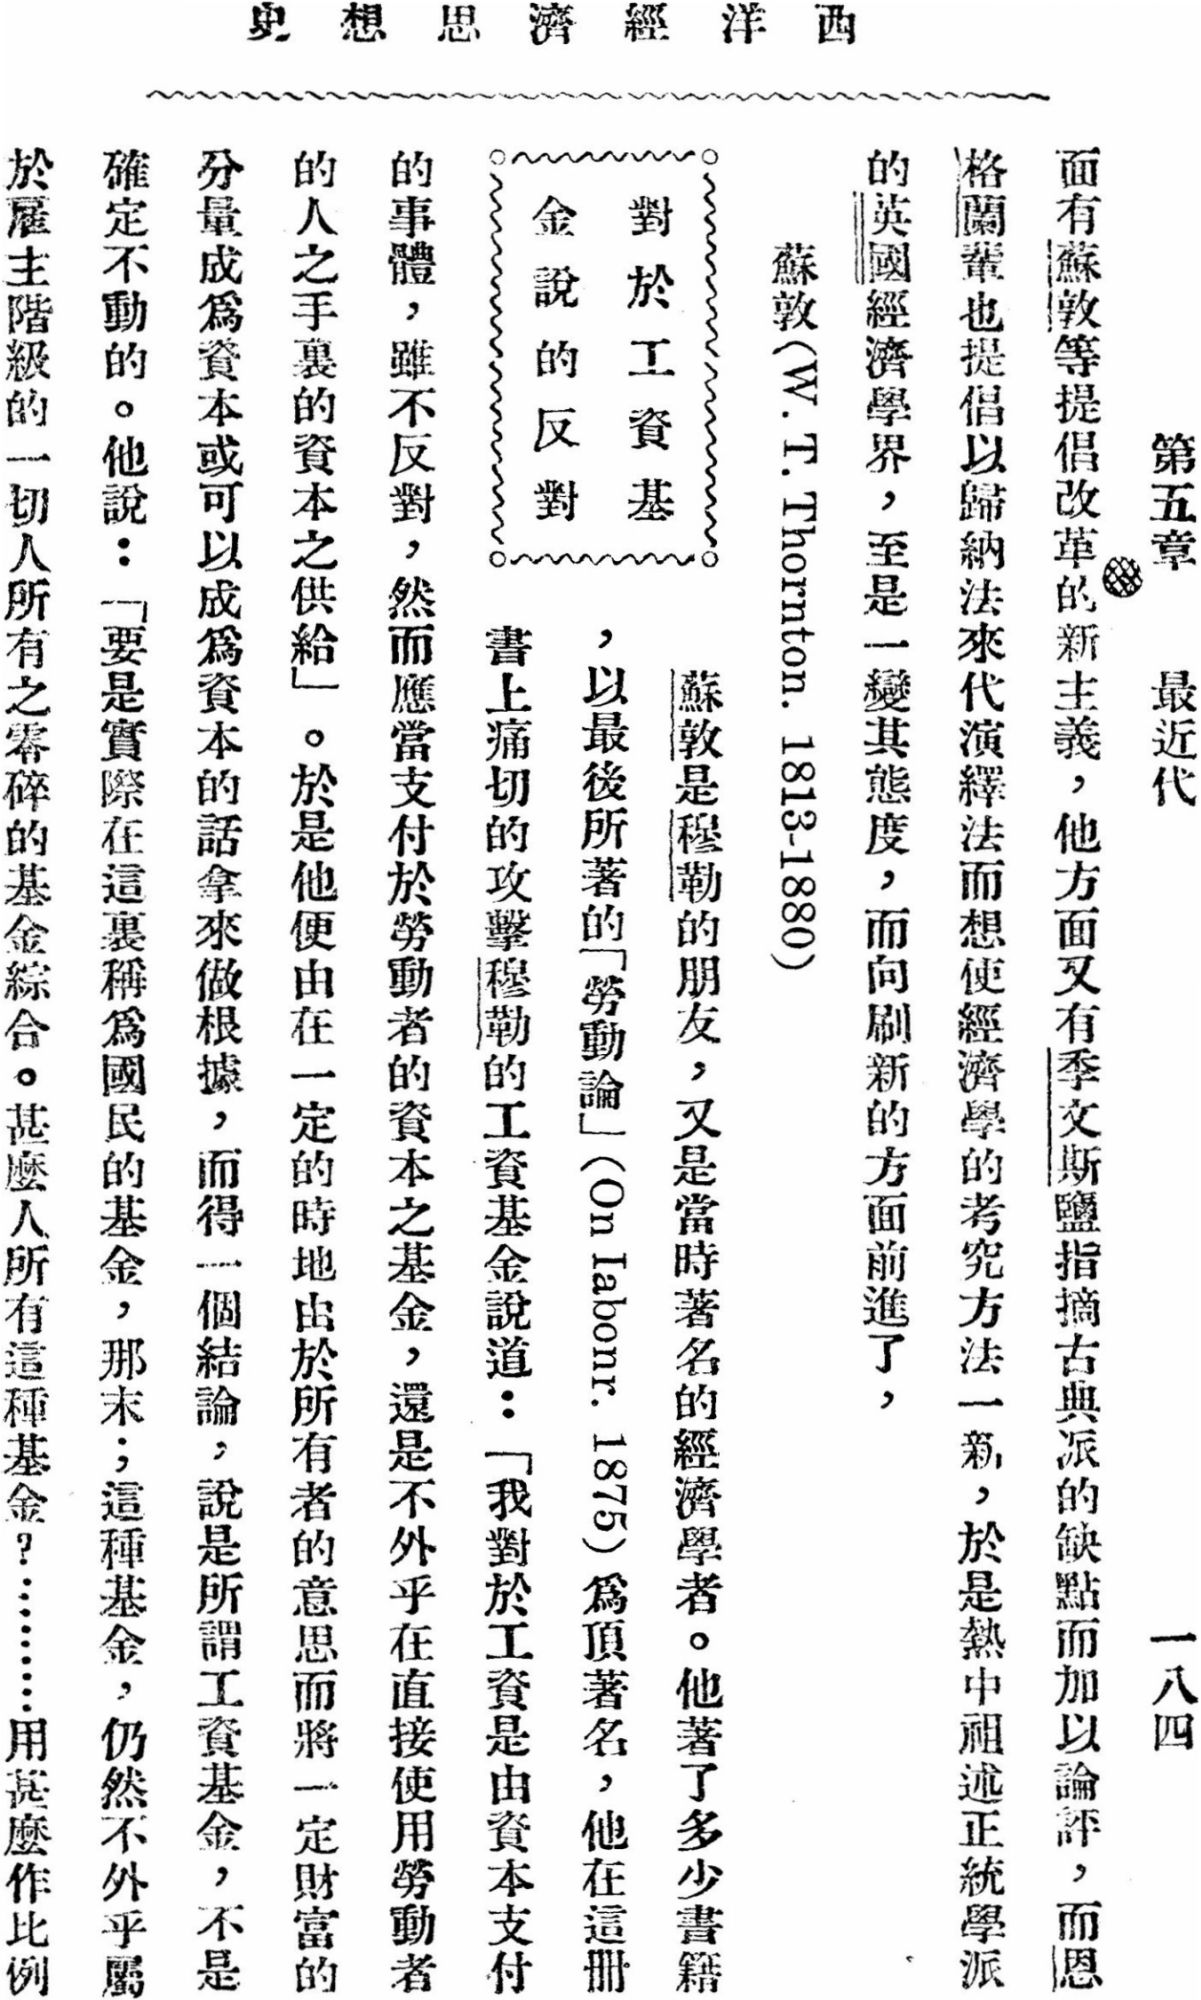 西洋經濟思想史
第五章　最近代　一八四
面有蘇敦等提倡改革的新主義，他方面又有季文斯鹽指摘古典派的缺點而加以論評，而恩
格蘭輩也提倡以歸納法來代演繹法而想使經濟學的考究方法一新，於是熱中祖述正統學派
的英國經濟學界，至是一變其態度，而向刷新的方面前進了，
蘇敦(W. T. Thornton. 1813-1880)
對於工資基
金說的反對
蘇敦是穆勒的朋友，又是當時著名的經濟學者。他著了多少書籍
，以最後所著的「勞動論」(On Iabonr. 1875)爲頂著名，他在這冊
書上痛切的攻擊穆勒的工資基金說道：「我對於工資是由資本支付
的事體，雖不反對，然而應當支付於勞動者的資本之基金，還是不外乎在直接使用勞動者
的人之手裏的資本之供給」。於是他便由在一定的時地由於所有者的意思而將一定財富的
分量成爲資本或可以成爲資本的話拿來做根據，而得一個結論，說是所謂工資基金，不是
確定不動的。他說：「要是實際在這裏稱爲國民的基金，那末；這種基金，仍然不外乎屬
於雇主階級的一切人所有之零碎的基金綜合。甚麼人所有這種基金？………用甚麼作比例